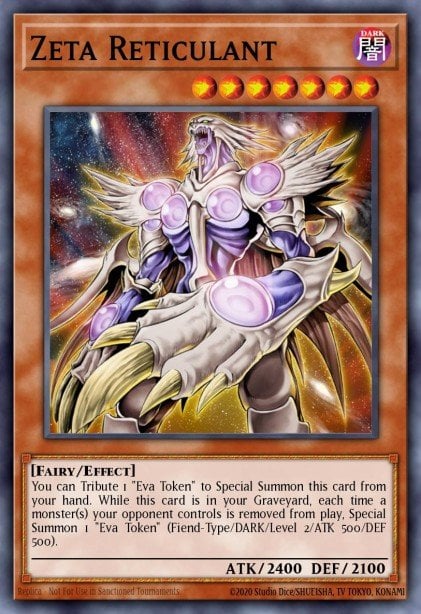 ZETA RETICULANT
DARK
闇
[FAIRY/EFFECT]
You can Tribute 1 "Eva Token" to Special Summon this card from
your hand. While this card is in your Graveyard, each time a
monster(s) your opponent controls is removed from play, Special
Summon 1 "Eva Token" (Fiend-Type/DARK/Level 2/ATK 500/DEF
500).
ATK/2400 DEF/2100
Replica - Not For Use in Sanctioned Tournaments.
©2020 Studio Dice/SHUEISHA, TV TOKYO, KONAMI